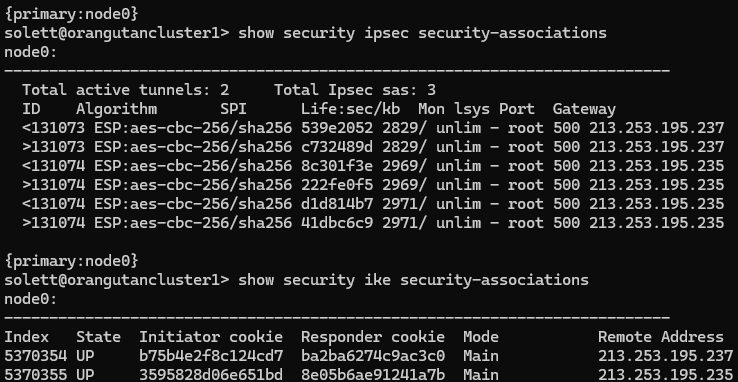 {primary:node0}
solett@orangutancluster1> show security ipsec security-associations
node0:
--------------------------------------------------------------------------
  Total active tunnels: 2     Total Ipsec sas: 3
  ID    Algorithm       SPI      Life:sec/kb  Mon lsys Port  Gateway
  <131073 ESP:aes-cbc-256/sha256 539e2052 2829/ unlim - root 500 213.253.195.237
  >131073 ESP:aes-cbc-256/sha256 c732489d 2829/ unlim - root 500 213.253.195.237
  <131074 ESP:aes-cbc-256/sha256 8c301f3e 2969/ unlim - root 500 213.253.195.235
  >131074 ESP:aes-cbc-256/sha256 222fe0f5 2969/ unlim - root 500 213.253.195.235
  <131074 ESP:aes-cbc-256/sha256 d1d814b7 2971/ unlim - root 500 213.253.195.235
  >131074 ESP:aes-cbc-256/sha256 41dbc6c9 2971/ unlim - root 500 213.253.195.235
{primary:node0}
solett@orangutancluster1> show security ike security-associations
node0:
--------------------------------------------------------------------------
Index   State  Initiator cookie  Responder cookie  Mode           Remote Address
5370354 UP     b75b4e2f8c124cd7  ba2ba6274c9ac3c0  Main           213.253.195.237
5370355 UP     3595828d06e651bd  8e05b6ae91241a7b  Main           213.253.195.235